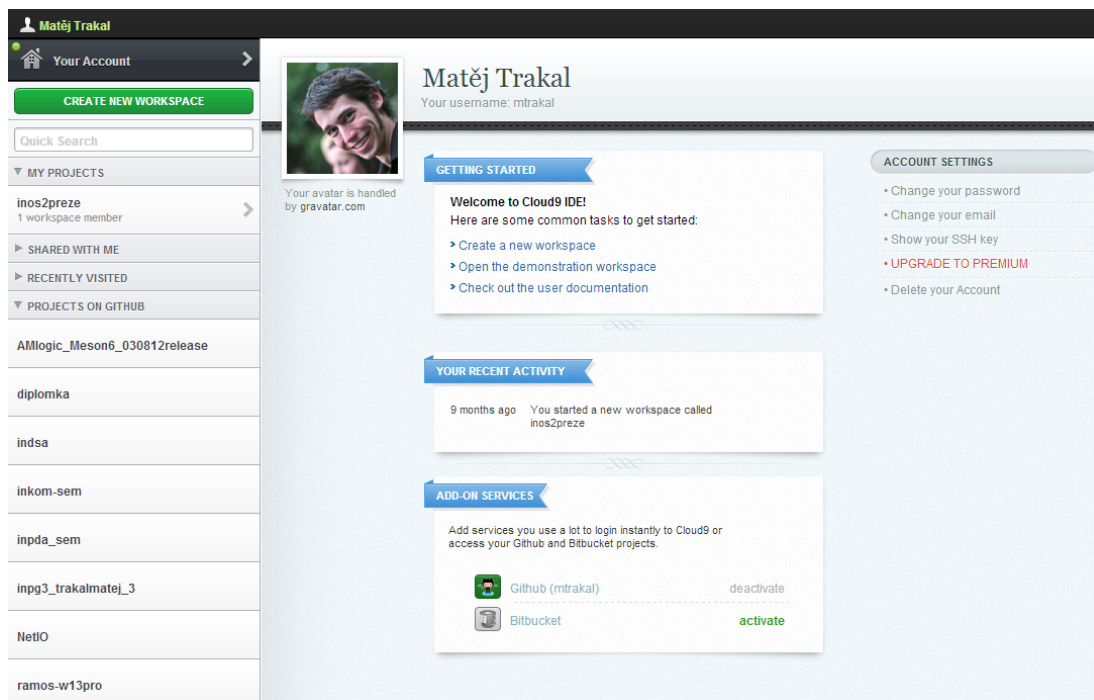 Matěj Trakal
Your Account
CREATE NEW WORKSPACE
Quick Search
MY PROJECTS
inos2preze
1 workspace member
SHARED WITH ME
RECENTLY VISITED
PROJECTS ON GITHUB
AMlogic_Meson6_030812release
diplomka
indsa
inkom-sem
inpda_sem
inpg3_trakalmatej_3
NetIO
ramos-w13pro
Matěj Trakal
Your username: mtrakal
Your avatar is handled
by gravatar.com
GETTING STARTED
Welcome to Cloud9 IDE!
Here are some common tasks to get started:
Create a new workspace
Open the demonstration workspace
Check out the user documentation
YOUR RECENT ACTIVITY
9 months ago You started a new workspace called
inos2preze
ADD-ON SERVICES
Add services you use a lot to login instantly to Cloud9 or
access your Github and Bitbucket projects.
Github (mtrakal) deactivate
Bitbucket activate
ACCOUNT SETTINGS
• Change your password
• Change your email
• Show your SSH key
• UPGRADE TO PREMIUM
• Delete your Account